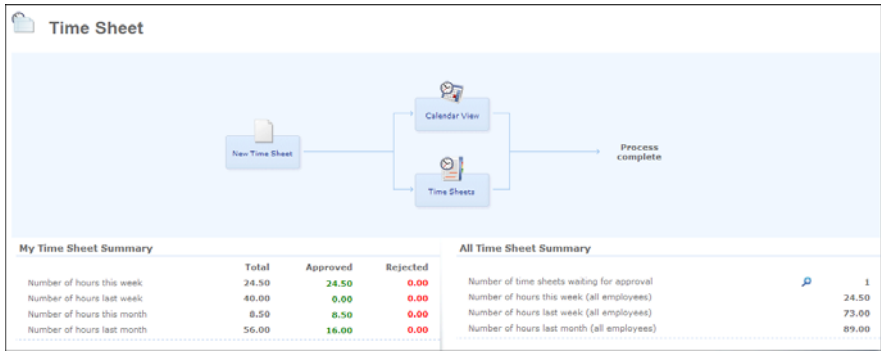 Time Sheet
Calendar View
New Time Sheet
Process
complete
Time Sheets
My Time Sheet Summary
Total Approved Rejected
Number of hours this week 24.50 24.50 0.00
Number of hours last week 40.00 0.00 0.00
Number of hours this month 8.50 8.50 0.00
Number of hours last month 56.00 16.00 0.00
All Time Sheet Summary
Number of time sheets waiting for approval 1
Number of hours this week (all employees) 24.50
Number of hours last week (all employees) 73.00
Number of hours last month (all employees) 89.00